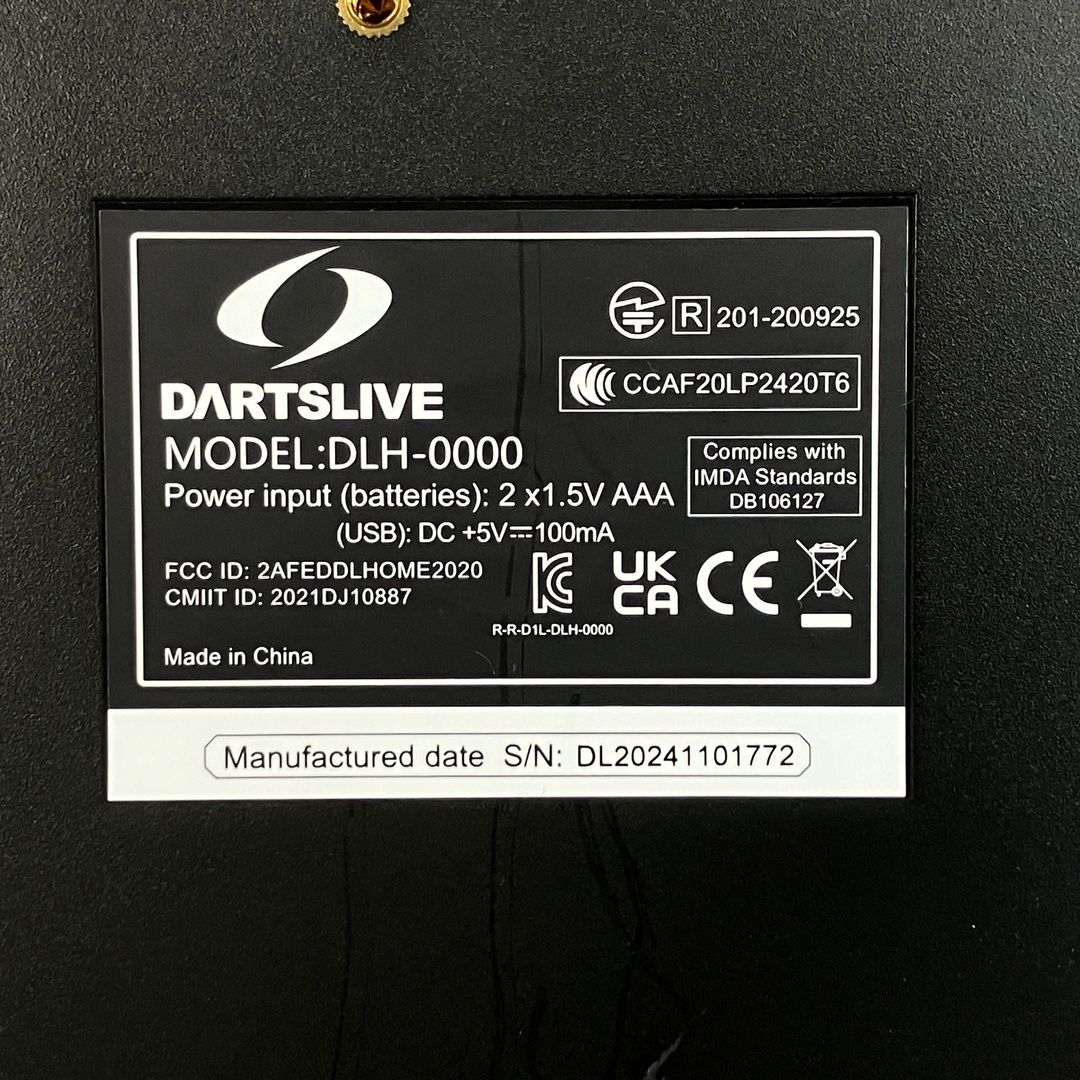 DARTSLIVE
MODEL:DLH-0000
Power input (batteries): 2 x1.5V AAA
(USB): DC +5V⎓100mA
FCC ID: 2AFEDDLHOME2020
CMIIT ID: 2021DJ10887
Made in China
R 201-200925
CCAF20LP2420T6
Complies with
IMDA Standards
DB106127
KC
UK
CA
CE
R-R-D1L-DLH-0000
Manufactured date S/N: DL20241101772